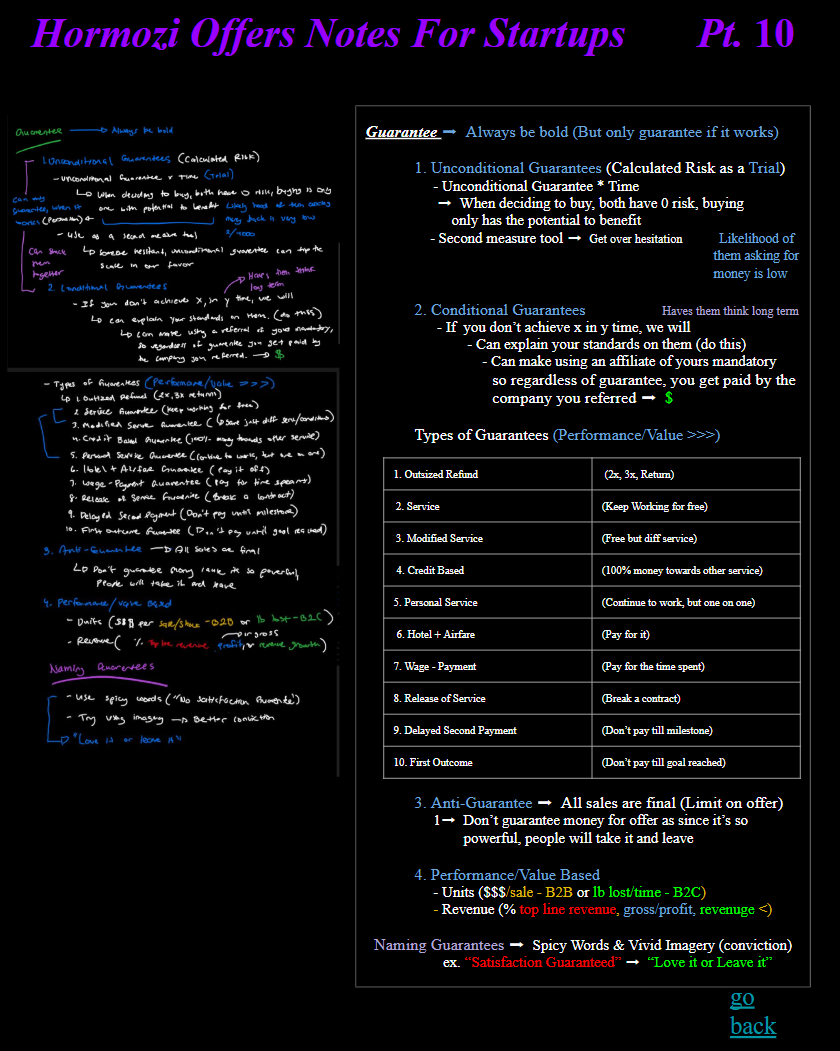 Hormozi Offers Notes For Startups Pt. 10
Guarantee → Always be bold
1. Unconditional Guarantees (Calculated Risk)
- Unconditional Guarantee x Time (Trial)
↳ When deciding to buy, both have 0 risk, buying is only
one with potential to benefit
Likely hood of them asking
money back is very low
5/4000
Can only
guarantee, when it
works (Permission)
- Use as a second measure tool
↳ Someone hesitant, unconditional guarantee can tip the
scale in our favor
Can stack
them
together
2. Conditional Guarantees
Haves them think
long term
- If you don't achieve x, in y time, we will
↳ Can explain your standards on them. (do this)
↳ Can make using a referral of yours mandatory,
so regardless of guarantee you get paid by
the company you referred. → $
- Types of Guarantees (Performance/Value =>>)
↳ 1. Outsized Refund (2x, 3x return)
2. Service Guarantee (keep working for free)
3. Modified Service Guarantee (
4. Credit Based Guarantee (100% money towards other service)
5. Personal Service Guarantee (Continue to work, but one on one)
6. Hotel + Airfare Guarantee (Pay it off)
7. Wage-Payment Guarantee (Pay for time spent)
8. Release of Service Guarantee (Break a contract)
9. Delayed Second Payment (Don't pay until milestone)
10. First Outcome Guarantee (Don't pay until goal reached)
3. Anti-Guarantee → All sales are final
↳ Don't guarantee money cause its so powerful,
People will take it and leave
4. Performance/value Based
- Units ($$$ per sale/show - B2B or lb lost - B2C)
- Revenue ( % Top line revenue, profit, or revenue growth)
or gross
Naming Guarantees
- Use spicy words ("No Satisfaction Guarantee")
- Try using imagery → Better conviction
↳ "Love it or leave it"
Guarantee → Always be bold (But only guarantee if it works)
1. Unconditional Guarantees (Calculated Risk as a Trial)
- Unconditional Guarantee * Time
→ When deciding to buy, both have 0 risk, buying
only has the potential to benefit
- Second measure tool → Get over hesitation
Likelihood of
them asking for
money is low
2. Conditional Guarantees Haves them think long term
- If you don’t achieve x in y time, we will
- Can explain your standards on them (do this)
- Can make using an affiliate of yours mandatory
so regardless of guarantee, you get paid by the
company you referred → $
Types of Guarantees (Performance/Value >>>)
1. Outsized Refund (2x, 3x, Return)
2. Service (Keep Working for free)
3. Modified Service (Free but diff service)
4. Credit Based (100% money towards other service)
5. Personal Service (Continue to work, but one on one)
6. Hotel + Airfare (Pay for it)
7. Wage - Payment (Pay for the time spent)
8. Release of Service (Break a contract)
9. Delayed Second Payment (Don’t pay till milestone)
10. First Outcome (Don’t pay till goal reached)
3. Anti-Guarantee → All sales are final (Limit on offer)
1→ Don’t guarantee money for offer as since it’s so
powerful, people will take it and leave
4. Performance/Value Based
- Units ($$$/sale - B2B or lb lost/time - B2C)
- Revenue (% top line revenue, gross/profit, revenuge <)
Naming Guarantees → Spicy Words & Vivid Imagery (conviction)
ex. “Satisfaction Guaranteed” → “Love it or Leave it”
go
back